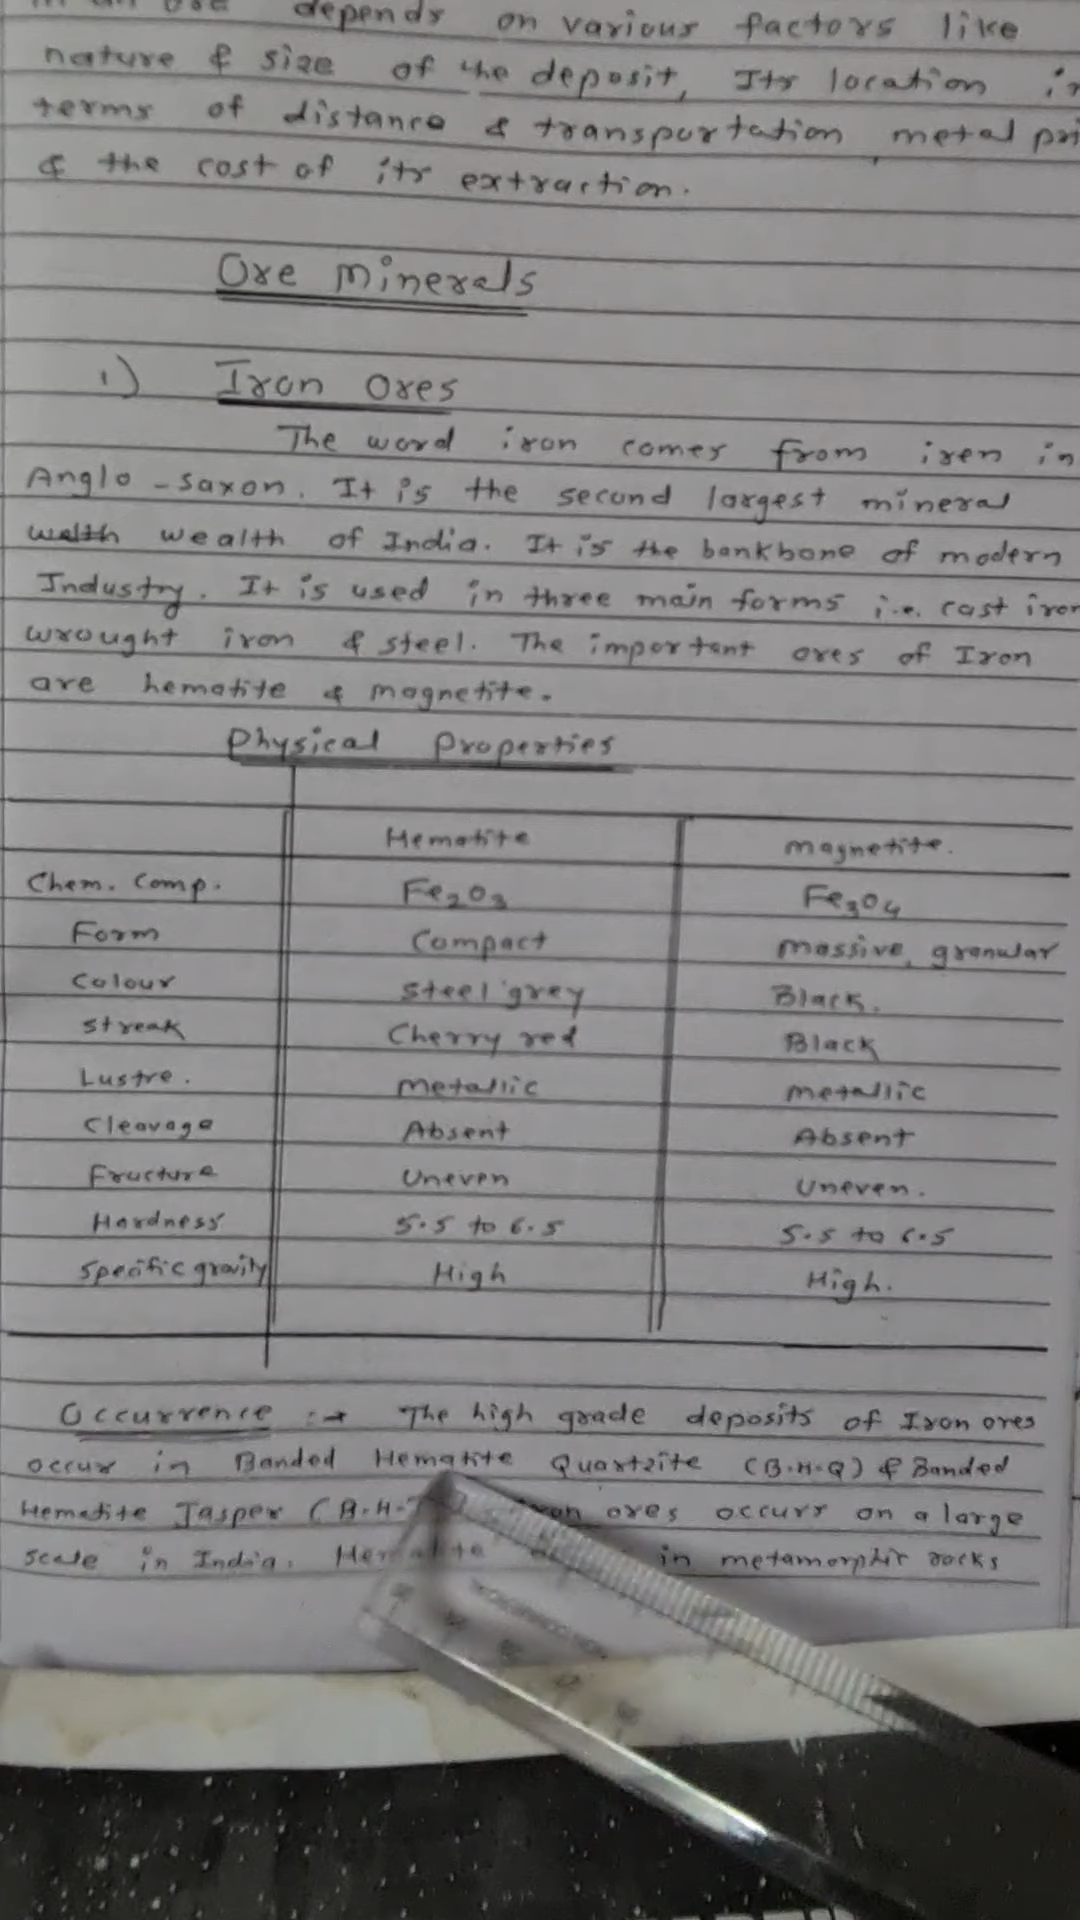 depends on various factors like
nature & size of the deposit, Its location in
terms of distance & transportation, metal pri
& the cost of its extraction.
Ore Minerals
1) Iron Ores
The word iron comes from iren in
Anglo-saxon. It is the second largest mineral
wealth of India. It is the bankbone of modern
Industry. It is used in three main forms i.e. cast iron
wrought iron & steel. The important ores of Iron
are hematite & magnetite.
Physical Properties
Hematite magnetite.
Chem. Comp. Fe₂O₃ Fe₃O₄
Form Compact massive, granular
Colour Steel grey Black.
Streak Cherry red Black
Lustre. metallic metallic
Cleavage Absent Absent
Fructure Uneven Uneven.
Hardness 5.5 to 6.5 5.5 to 6.5
Specific gravity High High.
Occurrence :→ The high grade deposits of Iron ores
occur in Banded Hematite Quartzite (B.H.Q) & Banded
Hematite Jasper ores occurs on a large
scale in India. in metamorphic rocks